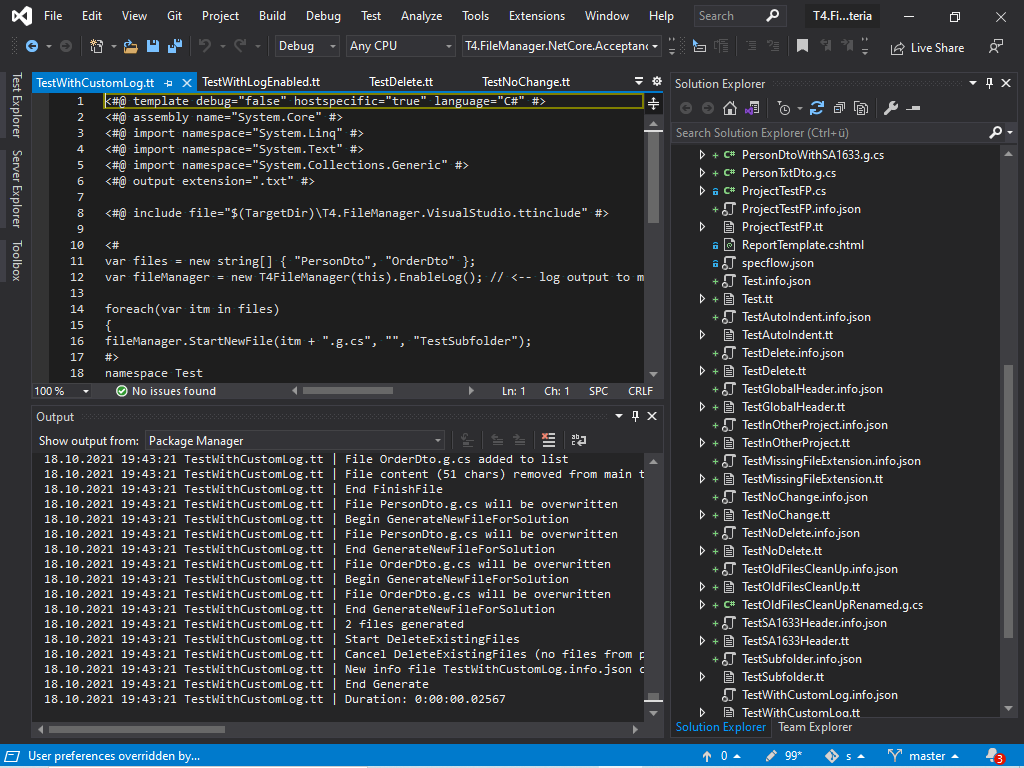 File Edit View Git Project Build Debug Test Analyze Tools Extensions Window Help Search T4.Fi...teria
Debug Any CPU T4.FileManager.NetCore.Acceptanc Live Share
Test Explorer
Server Explorer
Toolbox
TestWithCustomLog.tt TestWithLogEnabled.tt TestDelete.tt TestNoChange.tt
1 <#@ template debug="false" hostspecific="true" language="C#" #>
2 <#@ assembly name="System.Core" #>
3 <#@ import namespace="System.Linq" #>
4 <#@ import namespace="System.Text" #>
5 <#@ import namespace="System.Collections.Generic" #>
6 <#@ output extension=".txt" #>
7
8 <#@ include file="$(TargetDir)\T4.FileManager.VisualStudio.ttinclude" #>
9
10 <#
11 var files = new string[] { "PersonDto", "OrderDto" };
12 var fileManager = new T4FileManager(this).EnableLog(); // <-- log output to m
13
14 foreach(var itm in files)
15 {
16 fileManager.StartNewFile(itm + ".g.cs", "", "TestSubfolder");
17 #>
18 namespace Test
100 % No issues found Ln: 1 Ch: 1 SPC CRLF
Output
Show output from: Package Manager
18.10.2021 19:43:21 TestWithCustomLog.tt | File OrderDto.g.cs added to list
18.10.2021 19:43:21 TestWithCustomLog.tt | File content (51 chars) removed from main t
18.10.2021 19:43:21 TestWithCustomLog.tt | End FinishFile
18.10.2021 19:43:21 TestWithCustomLog.tt | File PersonDto.g.cs will be overwritten
18.10.2021 19:43:21 TestWithCustomLog.tt | Begin GenerateNewFileForSolution
18.10.2021 19:43:21 TestWithCustomLog.tt | File PersonDto.g.cs will be overwritten
18.10.2021 19:43:21 TestWithCustomLog.tt | End GenerateNewFileForSolution
18.10.2021 19:43:21 TestWithCustomLog.tt | File OrderDto.g.cs will be overwritten
18.10.2021 19:43:21 TestWithCustomLog.tt | Begin GenerateNewFileForSolution
18.10.2021 19:43:21 TestWithCustomLog.tt | File OrderDto.g.cs will be overwritten
18.10.2021 19:43:21 TestWithCustomLog.tt | End GenerateNewFileForSolution
18.10.2021 19:43:21 TestWithCustomLog.tt | 2 files generated
18.10.2021 19:43:21 TestWithCustomLog.tt | Start DeleteExistingFiles
18.10.2021 19:43:21 TestWithCustomLog.tt | Cancel DeleteExistingFiles (no files from p
18.10.2021 19:43:21 TestWithCustomLog.tt | New info file TestWithCustomLog.info.json c
18.10.2021 19:43:21 TestWithCustomLog.tt | End Generate
18.10.2021 19:43:21 TestWithCustomLog.tt | Duration: 0:00:00.02567
Solution Explorer
Search Solution Explorer (Ctrl+ü)
C# PersonDtoWithSA1633.g.cs
C# PersonTxtDto.g.cs
C# ProjectTestFP.cs
ProjectTestFP.info.json
ProjectTestFP.tt
ReportTemplate.cshtml
specflow.json
Test.info.json
Test.tt
TestAutoIndent.info.json
TestAutoIndent.tt
TestDelete.info.json
TestDelete.tt
TestGlobalHeader.info.json
TestGlobalHeader.tt
TestInOtherProject.info.json
TestInOtherProject.tt
TestMissingFileExtension.info.json
TestMissingFileExtension.tt
TestNoChange.info.json
TestNoChange.tt
TestNoDelete.info.json
TestNoDelete.tt
TestOldFilesCleanUp.info.json
TestOldFilesCleanUp.tt
C# TestOldFilesCleanUpRenamed.g.cs
TestSA1633Header.info.json
TestSA1633Header.tt
TestSubfolder.info.json
TestSubfolder.tt
TestWithCustomLog.info.json
TestWithCustomLog.tt
Solution Explorer Team Explorer
User preferences overridden by... 0 99* s master 3